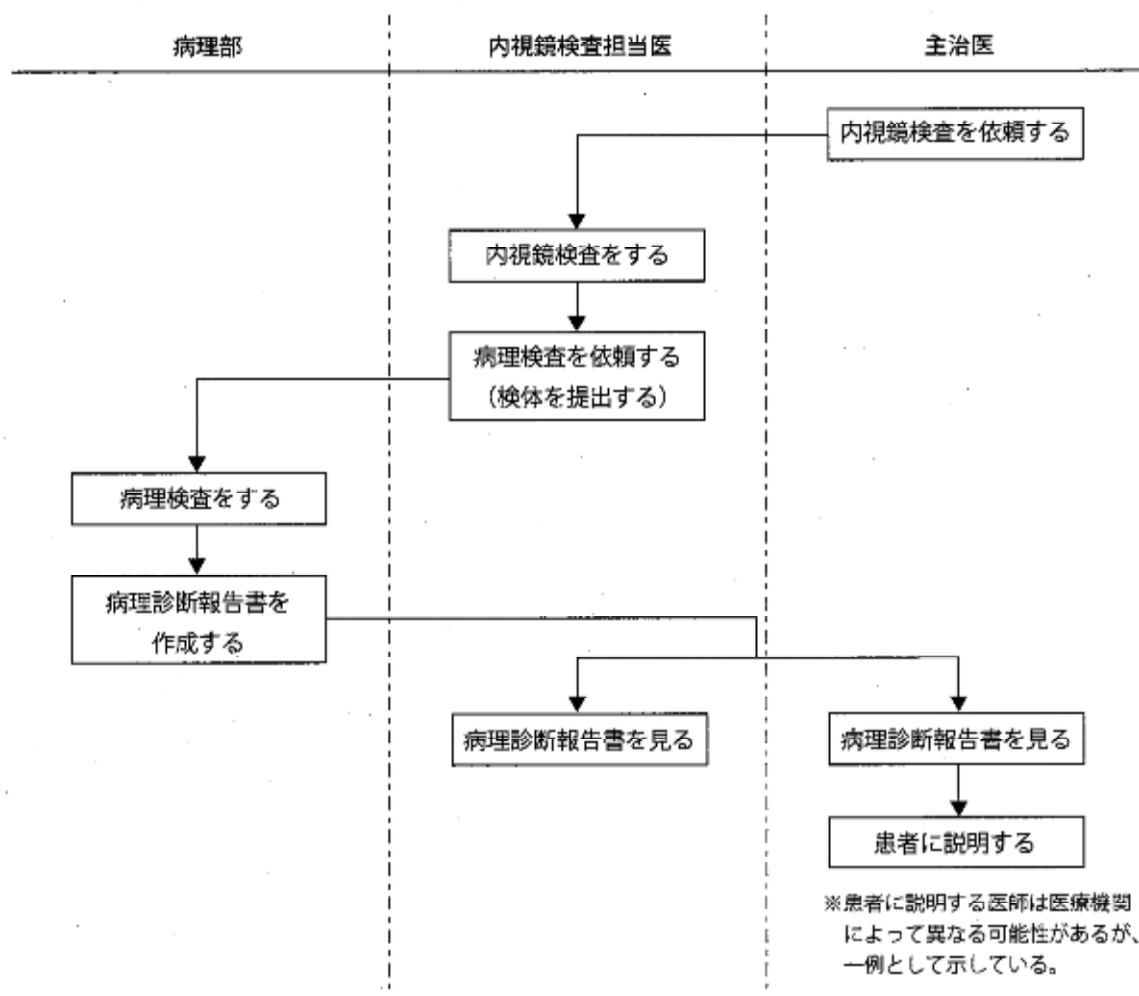 病理部
内視鏡検査担当医
主治医
内視鏡検査を依頼する
内視鏡検査をする
病理検査を依頼する
（検体を提出する）
病理検査をする
病理診断報告書を
作成する
病理診断報告書を見る
病理診断報告書を見る
患者に説明する
※患者に説明する医師は医療機関
によって異なる可能性があるが、
一例として示している。